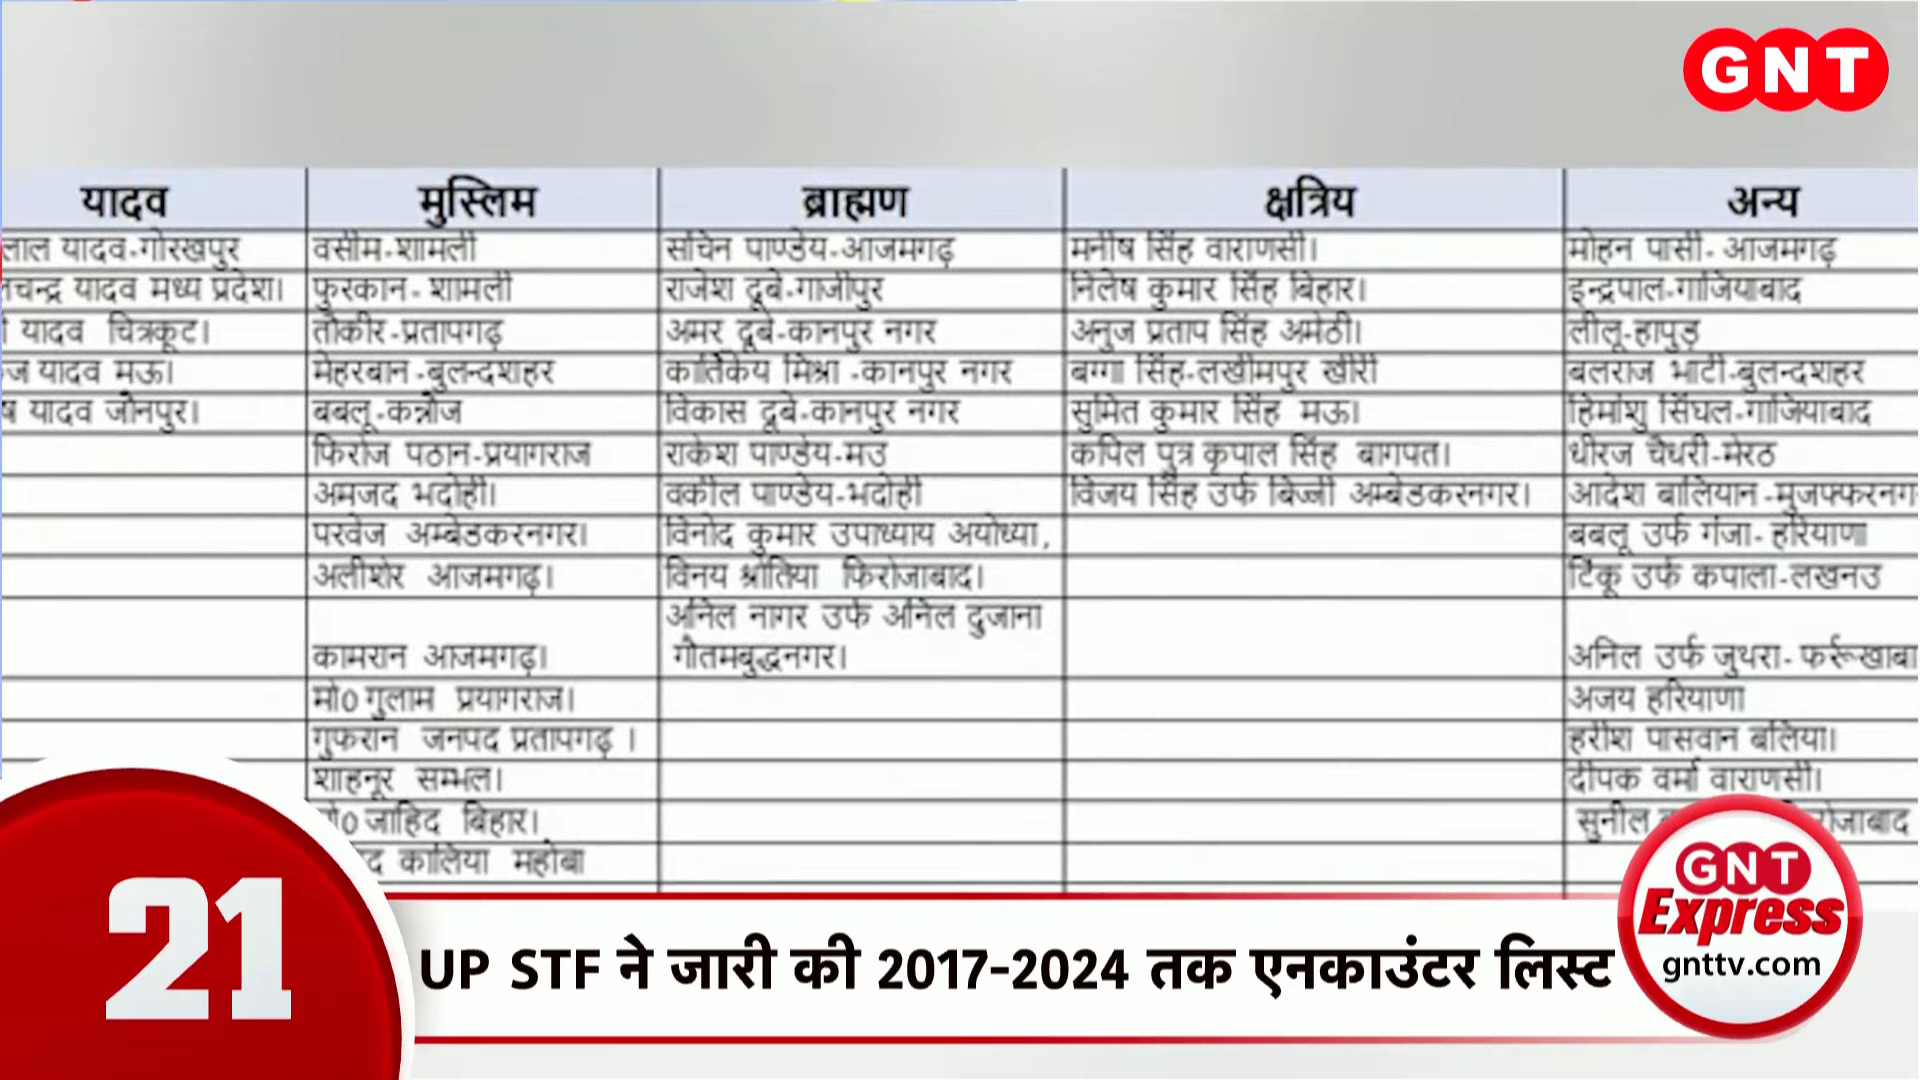 GNT
यादव मुस्लिम ब्राह्मण क्षत्रिय अन्य
लाल यादव-गोरखपुर वसीम-शामली सचिन पाण्डेय-आजमगढ़ मनीष सिंह वाराणसी। मोहन पासी- आजमगढ़
चन्द्र यादव मध्य प्रदेश। फुरकान- शामली राजेश दूबे-गाजीपुर निलेष कुमार सिंह बिहार। इन्द्रपाल-गाजियाबाद
यादव चित्रकूट। तौकीर-प्रतापगढ़ अमर दूबे-कानपुर नगर अनुज प्रताप सिंह अमेठी। लीलू-हापुड़
ज यादव मऊ। मेहरबान -बुलन्दशहर कार्तिकेय मिश्रा -कानपुर नगर बग्गा सिंह-लखीमपुर खीरी बलराज भाटी-बुलन्दशहर
ष यादव जौनपुर। बबलू-कन्नौज विकास दूबे-कानपुर नगर सुमित कुमार सिंह मऊ। हिमांशु सिंघल-गाजियाबाद
फिरोज पठान-प्रयागराज राकेश पाण्डेय-मउ कपिल पुत्र कृपाल सिंह बागपत। धीरज चैधरी-मेरठ
अमजद भदोही। वकील पाण्डेय-भदोही विजय सिंह उर्फ बिज्जी अम्बेडकरनगर। आदेश बालियान -मुजफ्फरनग
परवेज अम्बेडकरनगर। विनोद कुमार उपाध्याय अयोध्या, बबलू उर्फ गंजा- हरियाणा
अलीशेर आजमगढ़। विनय श्रोतिया फिरोजाबाद। टिंकू उर्फ कपाला-लखनउ
अनिल नागर उर्फ अनिल दुजाना
कामरान आजमगढ़। गौतमबुद्धनगर। अनिल उर्फ जुथरा- फर्रूखाबा
मो0 गुलाम प्रयागराज। अजय हरियाणा
गुफरान जनपद प्रतापगढ़ । हरीश पासवान बलिया।
शाहनूर सम्भल। दीपक वर्मा वाराणसी।
0 जाहिद बिहार। सुनील रोजाबाद
द कालिया महोबा
21
UP STF ने जारी की 2017-2024 तक एनकाउंटर लिस्ट
GNT
Express
gnttv.com